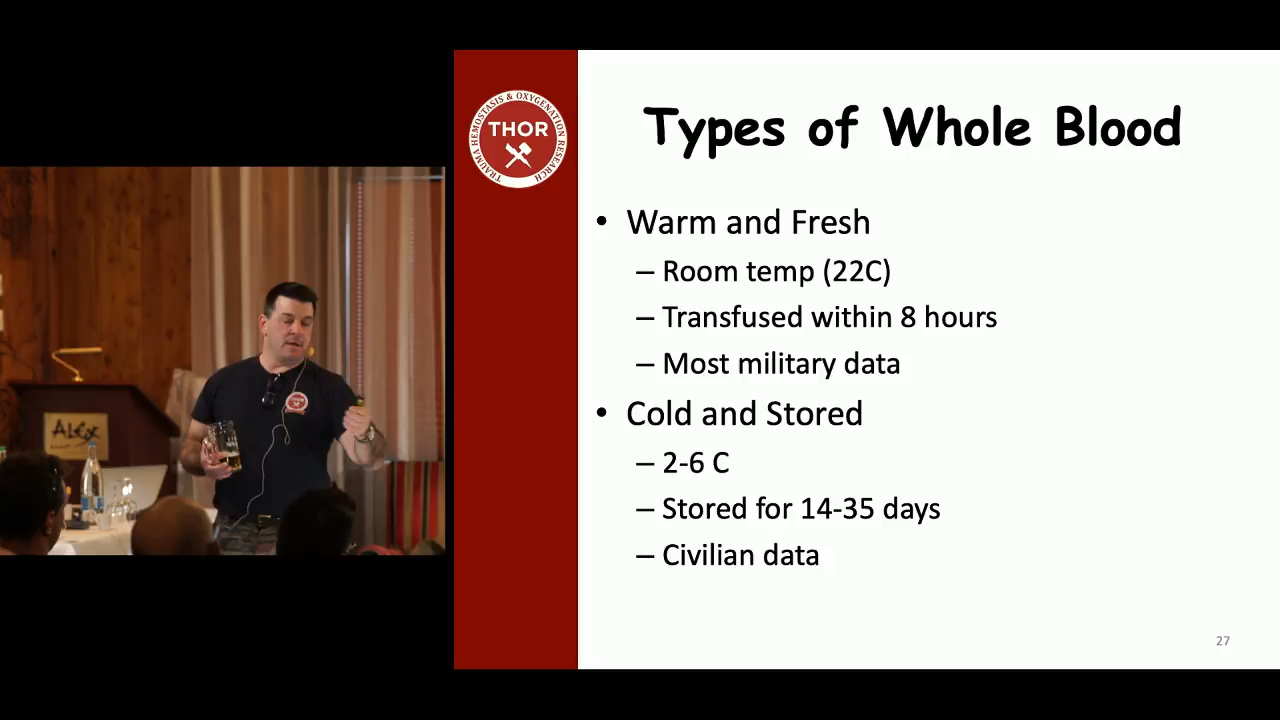 TRAUMA HEMOSTASIS & OXYGENATION RESEARCH
THOR
Types of Whole Blood
• Warm and Fresh
– Room temp (22C)
– Transfused within 8 hours
– Most military data
• Cold and Stored
– 2-6 C
– Stored for 14-35 days
– Civilian data
27
ALEX